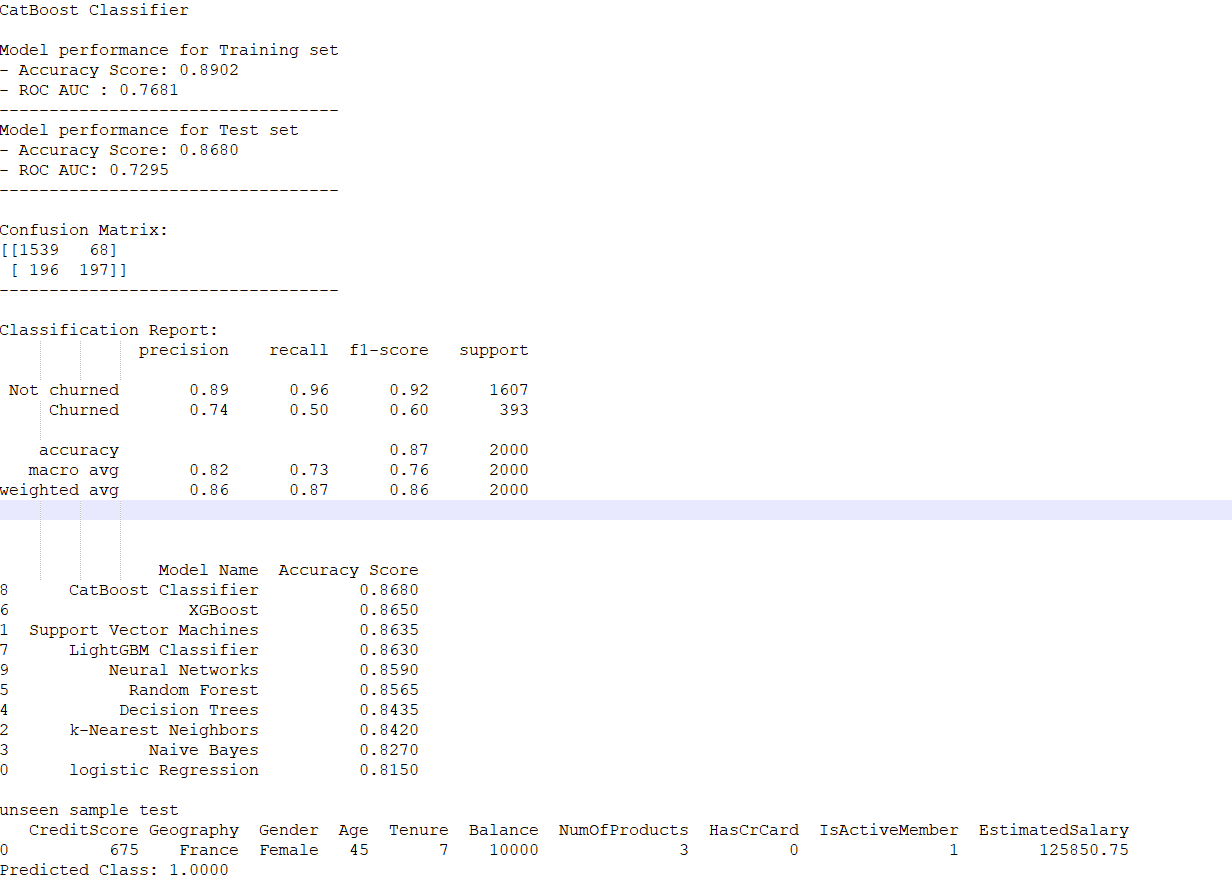 CatBoost Classifier
Model performance for Training set
- Accuracy Score: 0.8902
- ROC AUC : 0.7681
----------------------------------
Model performance for Test set
- Accuracy Score: 0.8680
- ROC AUC: 0.7295
----------------------------------
Confusion Matrix:
[[1539   68]
 [ 196  197]]
----------------------------------
Classification Report:
              precision    recall  f1-score   support
 Not churned       0.89      0.96      0.92      1607
     Churned       0.74      0.50      0.60       393
    accuracy                           0.87      2000
   macro avg       0.82      0.73      0.76      2000
weighted avg       0.86      0.87      0.86      2000
                Model Name  Accuracy Score
8      CatBoost Classifier          0.8680
6                  XGBoost          0.8650
1  Support Vector Machines          0.8635
7      LightGBM Classifier          0.8630
9          Neural Networks          0.8590
5            Random Forest          0.8565
4           Decision Trees          0.8435
2      k-Nearest Neighbors          0.8420
3              Naive Bayes          0.8270
0      logistic Regression          0.8150
unseen sample test
   CreditScore Geography  Gender  Age  Tenure  Balance  NumOfProducts  HasCrCard  IsActiveMember  EstimatedSalary
0          675    France  Female   45       7    10000              3          0               1        125850.75
Predicted Class: 1.0000